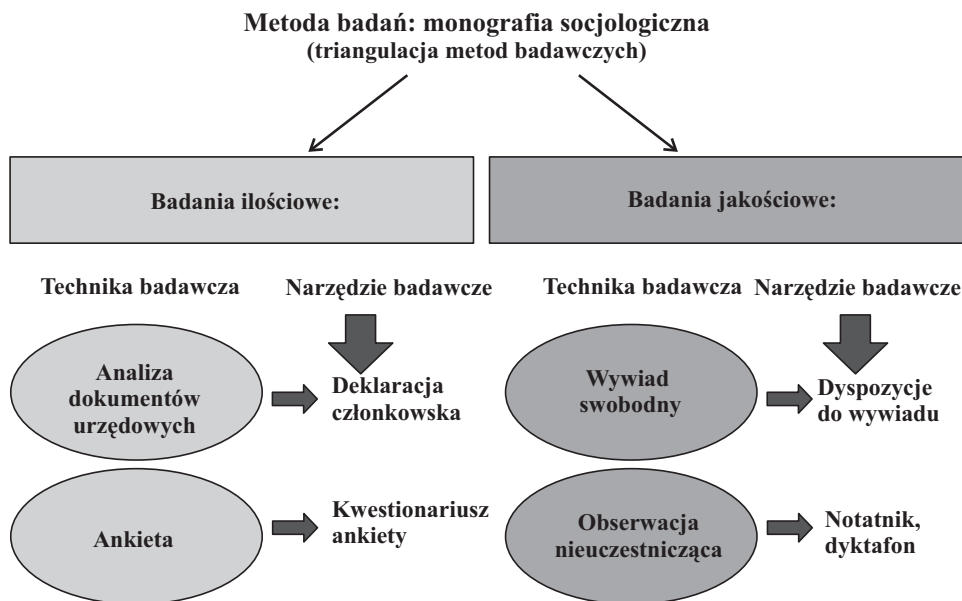 Metoda badań: monografia socjologiczna
(triangulacja metod badawczych)
Badania ilościowe:
Badania jakościowe:
Technika badawcza
Narzędzie badawcze
Technika badawcza
Narzędzie badawcze
Analiza
dokumentów
urzędowych
Deklaracja
członkowska
Wywiad
swobodny
Dyspozycje
do wywiadu
Ankieta
Kwestionariusz
ankiety
Obserwacja
nieuczestnicząca
Notatnik,
dyktafon